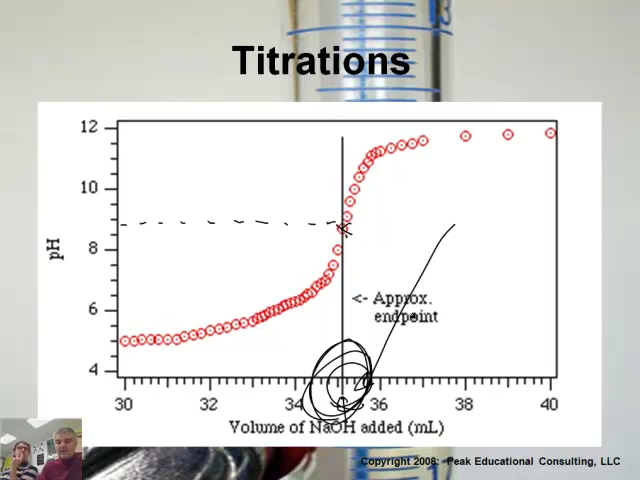 Titrations
12
10
8
6
4
pH
<- Approx.
endpoint
30
32
34
36
38
40
Volume of NaOH added (mL)
Copyright 2008: Peak Educational Consulting, LLC